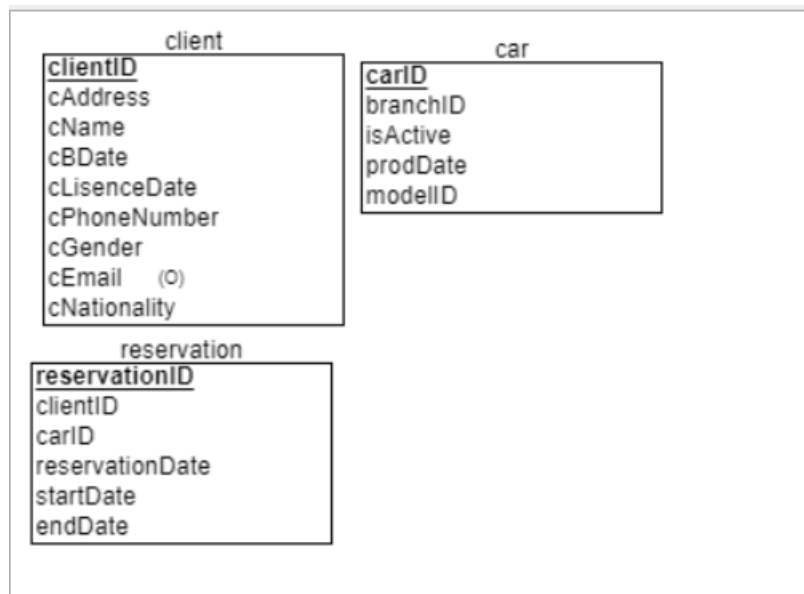 client
clientID
cAddress
cName
cBDate
cLisenceDate
cPhoneNumber
cGender
cEmail (O)
cNationality
car
carID
branchID
isActive
prodDate
modelID
reservation
reservationID
clientID
carID
reservationDate
startDate
endDate